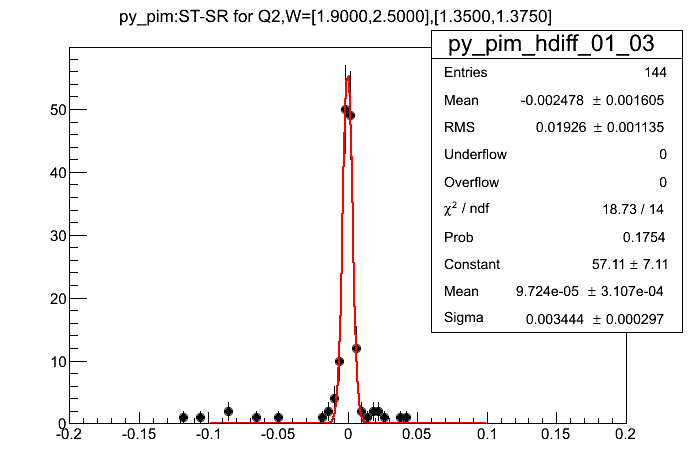 py_pim:ST-SR for Q2,W=[1.9000,2.5000],[1.3500,1.3750]
py_pim_hdiff_01_03
Entries 144
Mean -0.002478 ± 0.001605
RMS 0.01926 ± 0.001135
Underflow 0
Overflow 0
χ² / ndf 18.73 / 14
Prob 0.1754
Constant 57.11 ± 7.11
Mean 9.724e-05 ± 3.107e-04
Sigma 0.003444 ± 0.000297
50
40
30
20
10
0
-0.2 -0.15 -0.1 -0.05 0 0.05 0.1 0.15 0.2